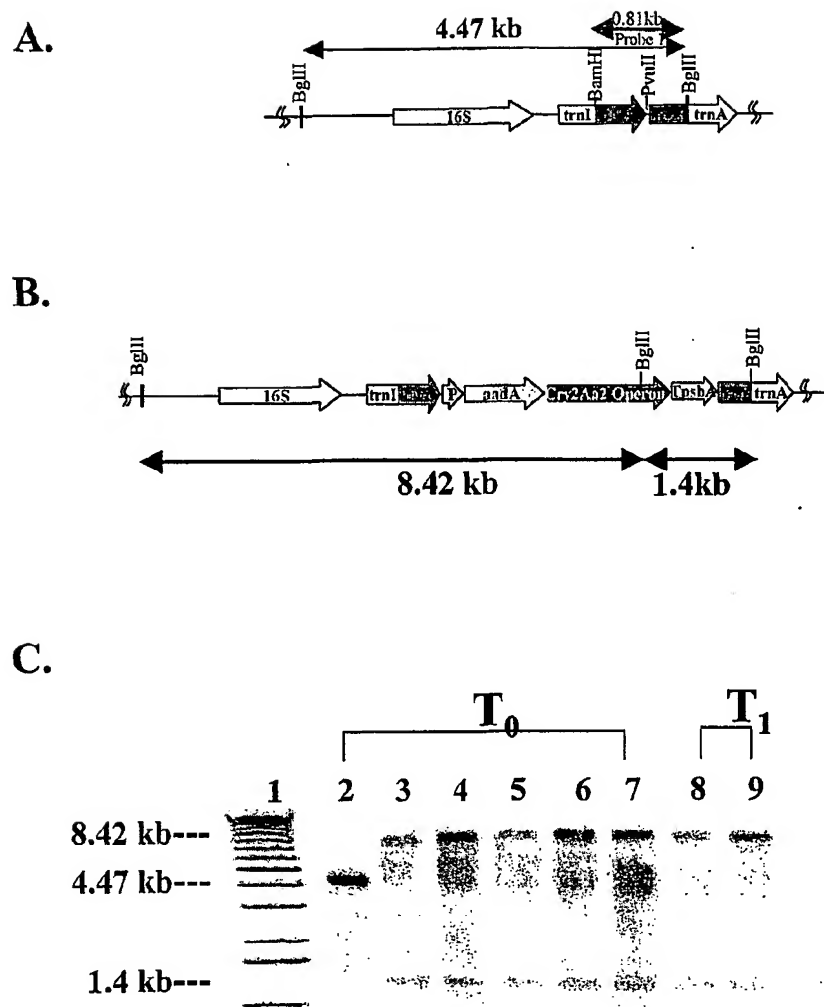 A.
0.81kb
4.47 kb
Probe
BglII
BamHI
PvuII
BglII
16S
trnI
trnA
B.
BglII
BglII
BglII
16S
trnI
P
aadA
Cry2Aa2 Operon
TpsbA
trnA
8.42 kb
1.4kb
C.
T0
T1
1 2 3 4 5 6 7 8 9
8.42 kb---
4.47 kb---
1.4 kb---